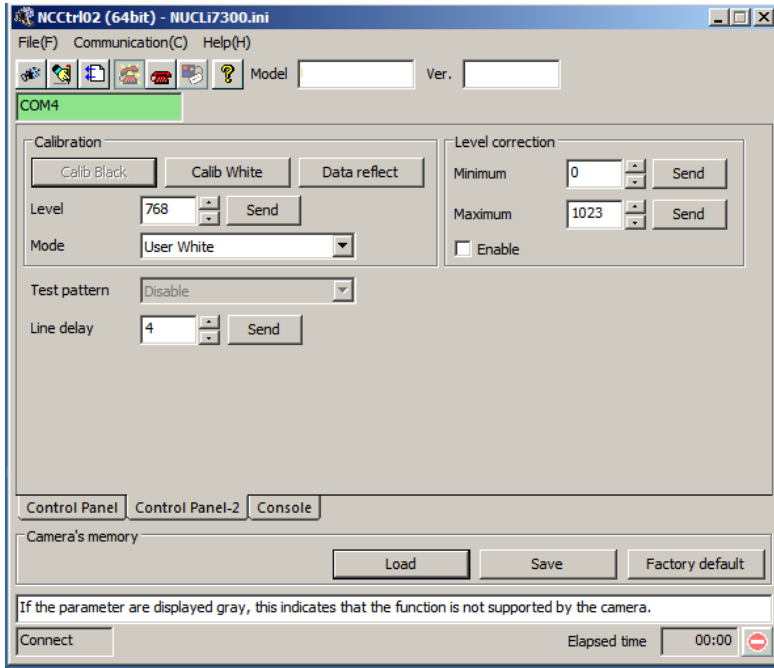 NCCtrl02 (64bit) - NUCLi7300.ini
File(F) Communication(C) Help(H)
Model Ver.
COM4
Calibration
Calib Black Calib White Data reflect
Level 768 Send
Mode User White
Level correction
Minimum 0 Send
Maximum 1023 Send
Enable
Test pattern Disable
Line delay 4 Send
Control Panel Control Panel-2 Console
Camera's memory
Load Save Factory default
If the parameter are displayed gray, this indicates that the function is not supported by the camera.
Connect Elapsed time 00:00